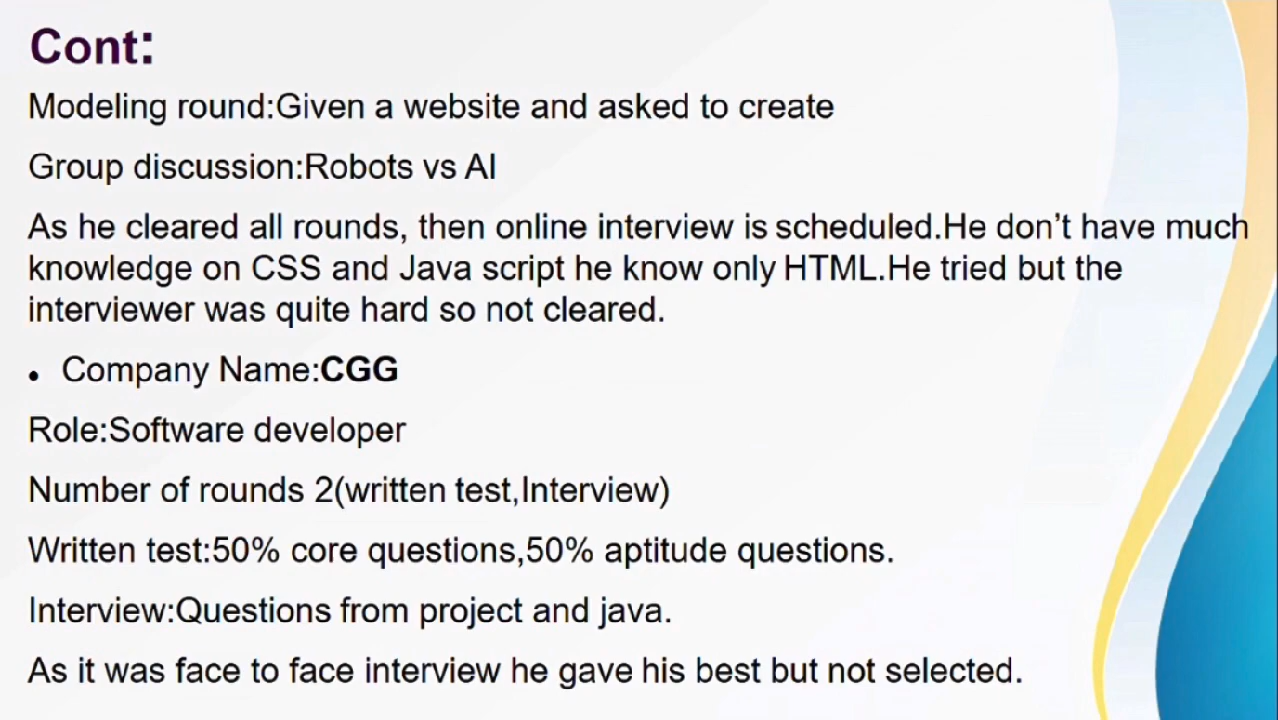 Cont:
Modeling round:Given a website and asked to create
Group discussion:Robots vs AI
As he cleared all rounds, then online interview is scheduled.He don’t have much
knowledge on CSS and Java script he know only HTML.He tried but the
interviewer was quite hard so not cleared.
• Company Name:CGG
Role:Software developer
Number of rounds 2(written test,Interview)
Written test:50% core questions,50% aptitude questions.
Interview:Questions from project and java.
As it was face to face interview he gave his best but not selected.